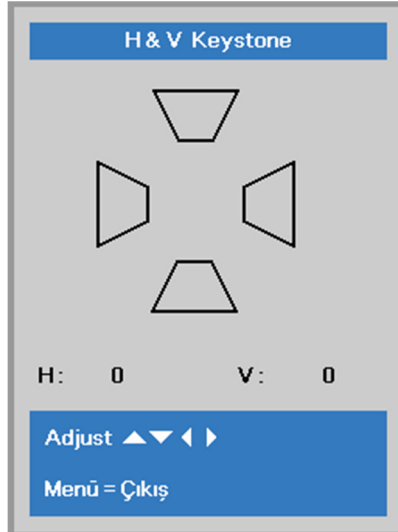 H & V Keystone
H: 0 V: 0
Adjust ▲▼◀ ▶
Menü = Çıkış